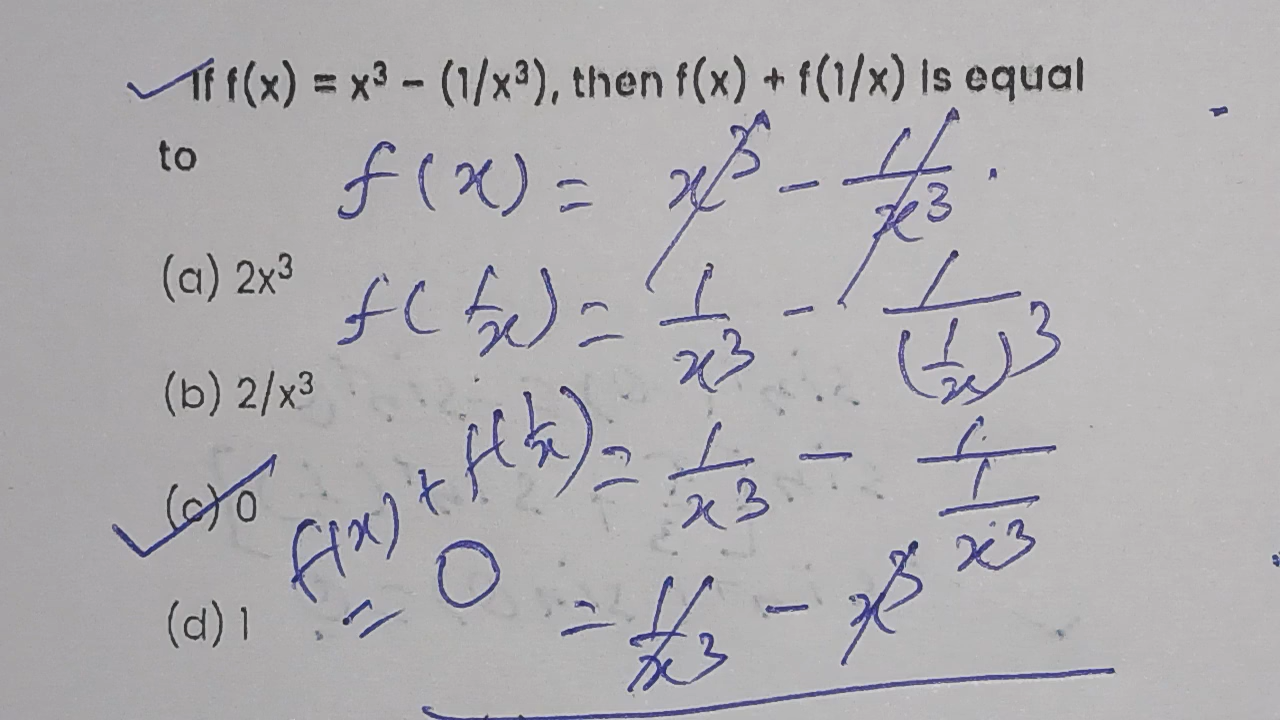 If f(x) = x³ - (1/x³), then f(x) + f(1/x) is equal
to
f(x) = x³ - 1/x³.
(a) 2x³
f(1/x) = 1/x³ - 1/(1/x)³
(b) 2/x³
f(x) + f(1/x) = 1/x³ - 1/(1/x³)
(c) 0
= 0 = 1/x³ - x³
(d) 1